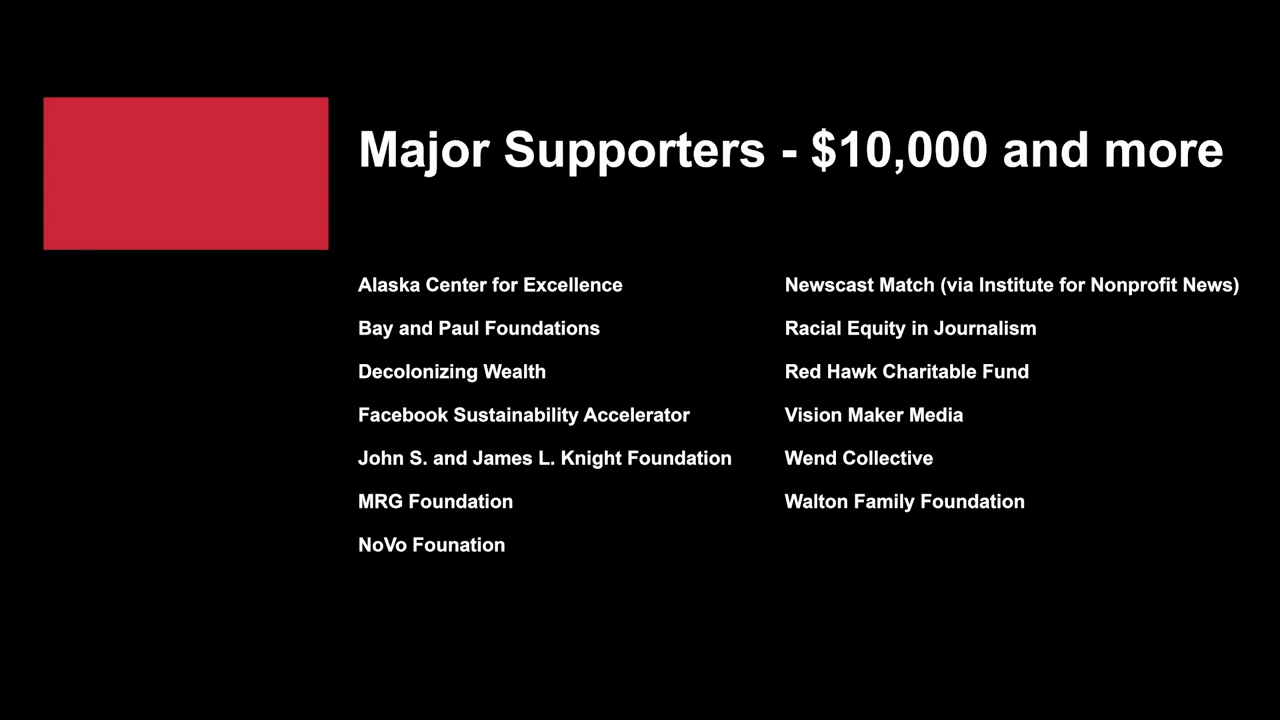 Major Supporters - $10,000 and more
Alaska Center for Excellence
Bay and Paul Foundations
Decolonizing Wealth
Facebook Sustainability Accelerator
John S. and James L. Knight Foundation
MRG Foundation
NoVo Founation
Newscast Match (via Institute for Nonprofit News)
Racial Equity in Journalism
Red Hawk Charitable Fund
Vision Maker Media
Wend Collective
Walton Family Foundation